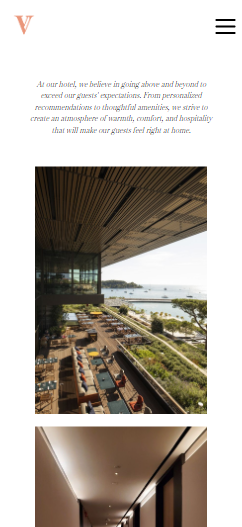 V
At our hotel, we believe in going above and beyond to
exceed our guests' expectations. From personalized
recommendations to thoughtful amenities, we strive to
create an atmosphere of warmth, comfort, and hospitality
that will make our guests feel right at home.